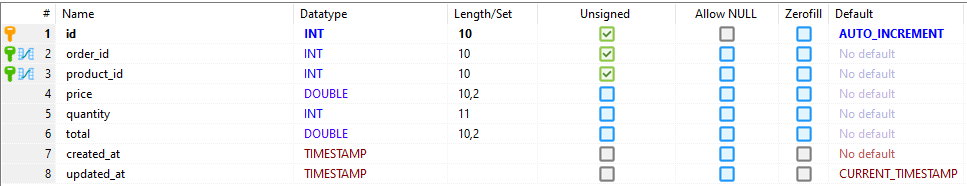 # Name Datatype Length/Set Unsigned Allow NULL Zerofill Default
1 id INT 10 AUTO_INCREMENT
2 order_id INT 10 No default
3 product_id INT 10 No default
4 price DOUBLE 10,2 No default
5 quantity INT 11 No default
6 total DOUBLE 10,2 No default
7 created_at TIMESTAMP No default
8 updated_at TIMESTAMP CURRENT_TIMESTAMP